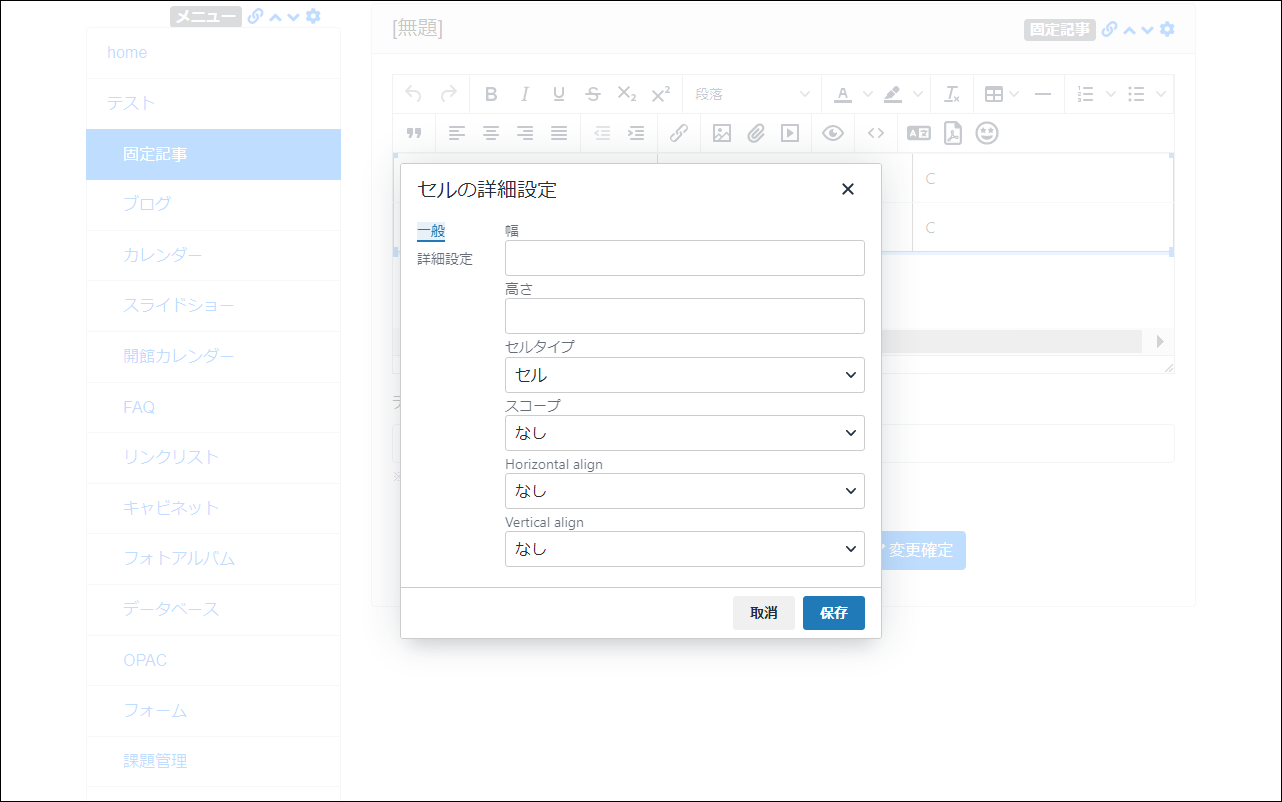 メニュー
home
テスト
固定記事
ブログ
カレンダー
スライドショー
開館カレンダー
FAQ
リンクリスト
キャビネット
フォトアルバム
データベース
OPAC
フォーム
課題管理
[無題]
固定記事
段落
C
C
セルの詳細設定
一般
詳細設定
幅
高さ
セルタイプ
セル
スコープ
なし
Horizontal align
なし
Vertical align
なし
取消
保存
変更確定